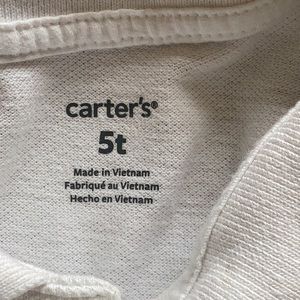 carter's®
5t
Made in Vietnam
Fabriqué au Vietnam
Hecho en Vietnam